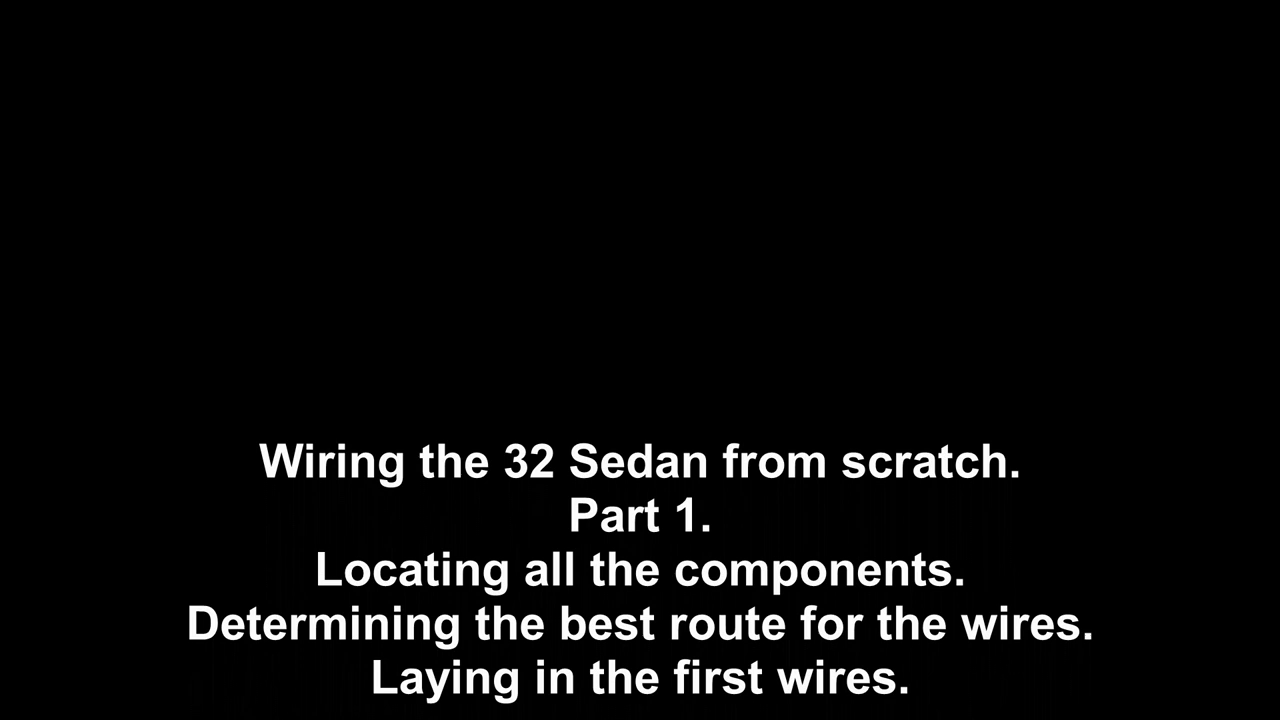 Wiring the 32 Sedan from scratch.
Part 1.
Locating all the components.
Determining the best route for the wires.
Laying in the first wires.